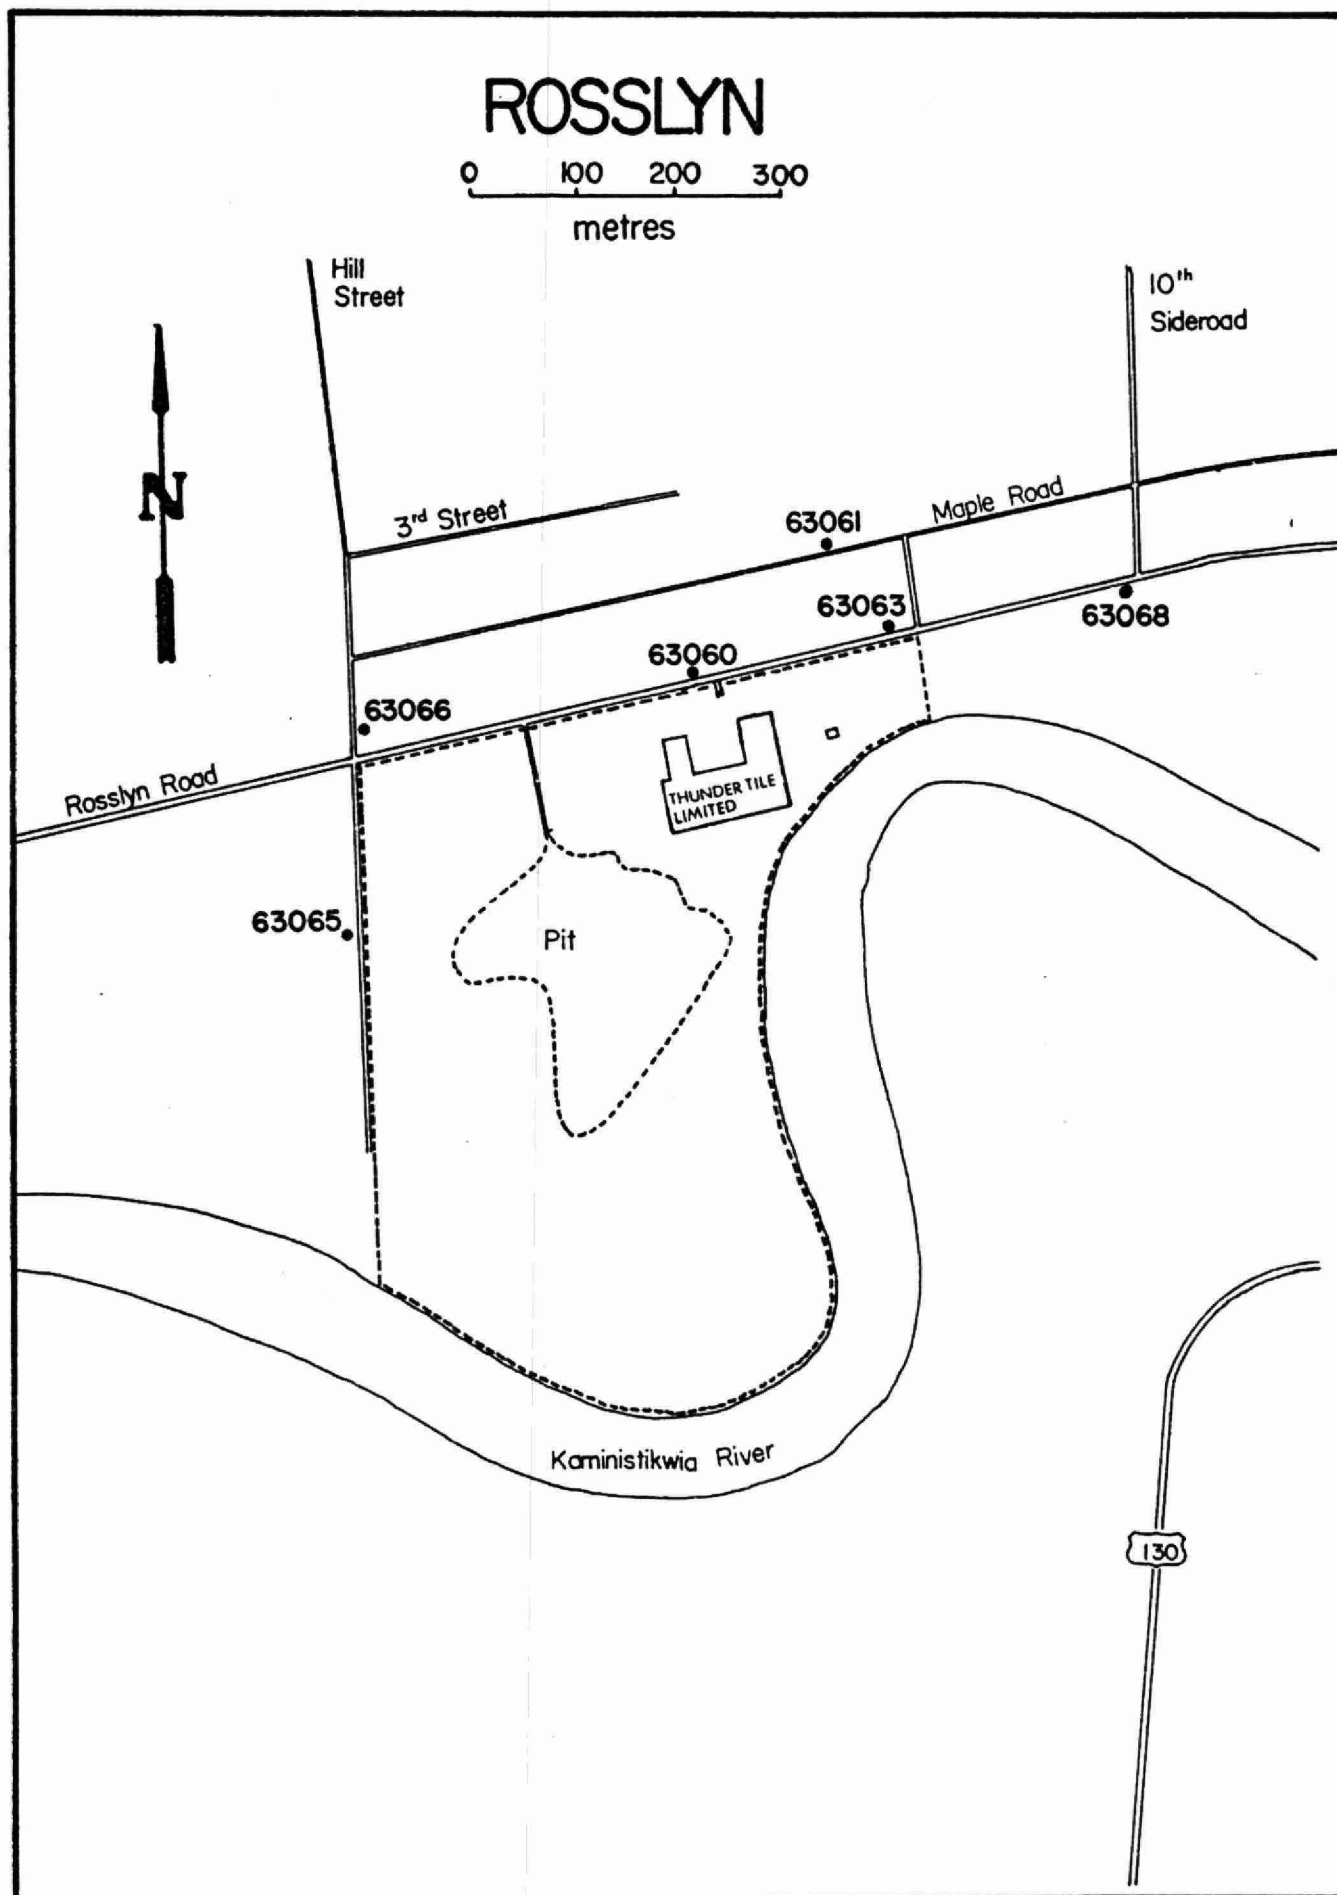 ROSSLYN
0 100 200 300
metres
Hill
Street
10th
Sideroad
N
3rd Street
Maple Road
63061
63063
63068
63060
63066
Rosslyn Road
THUNDER TILE
LIMITED
63065
Pit
Kaministikwia River
130